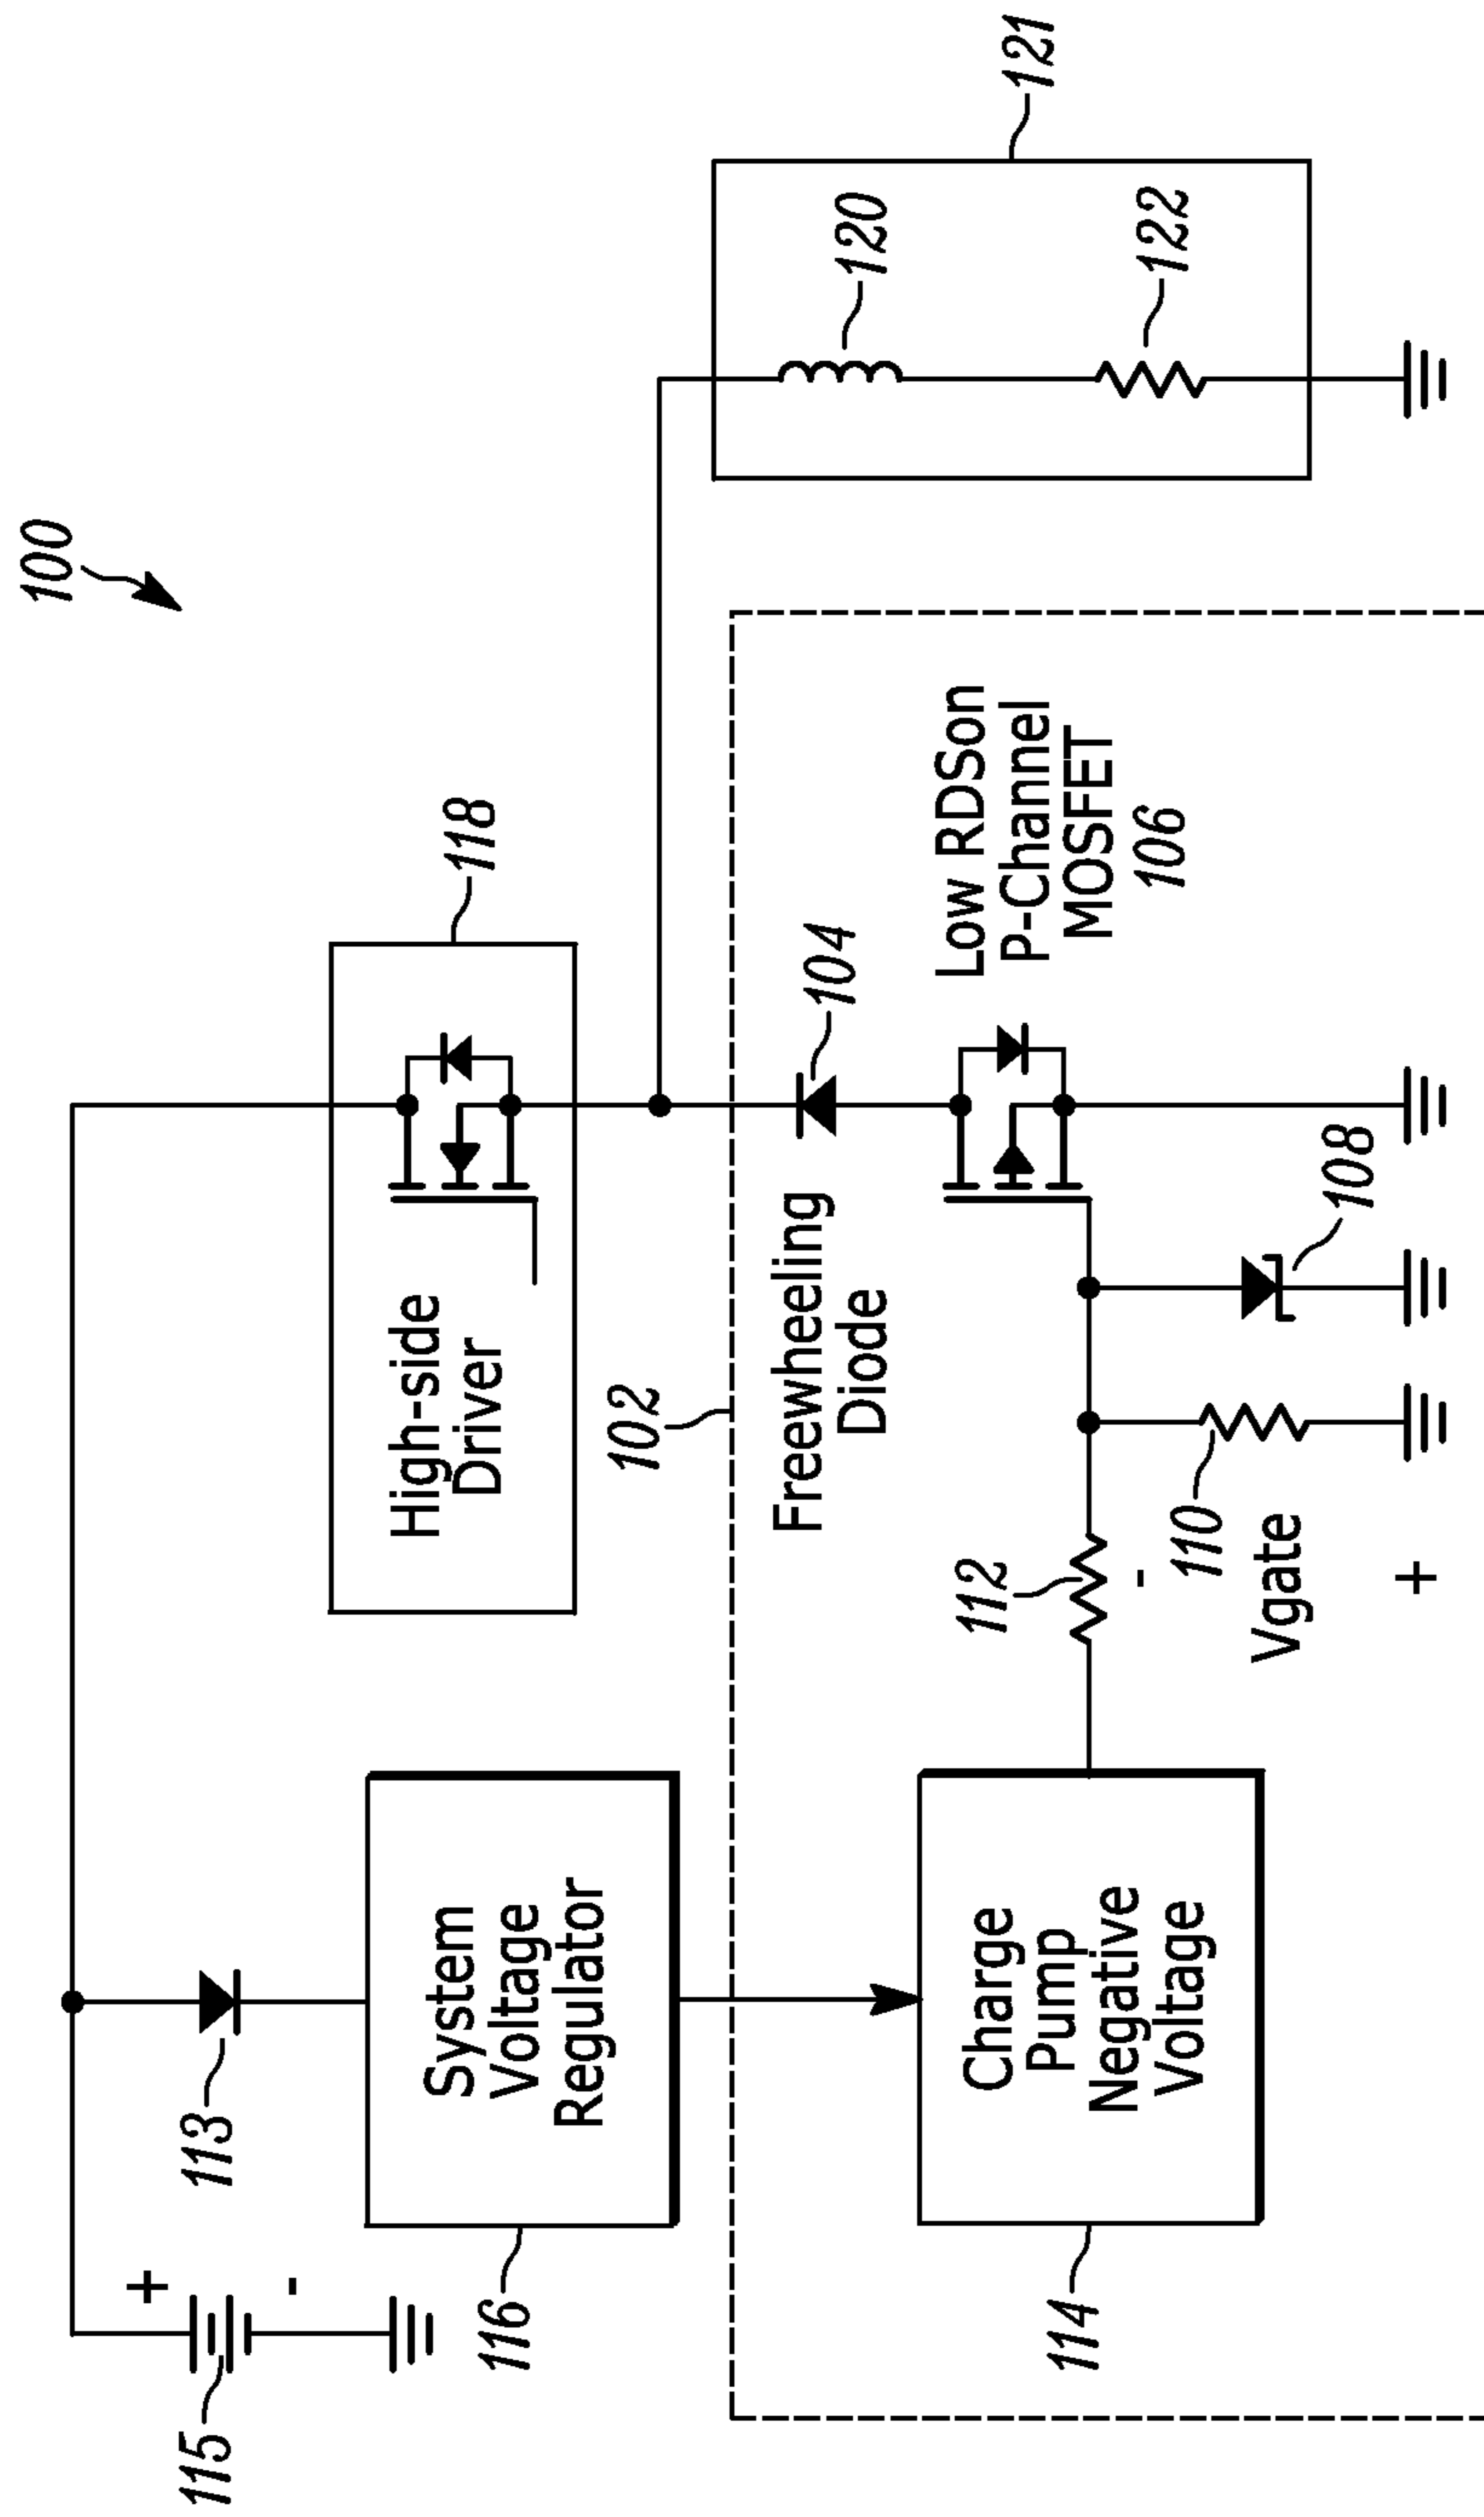 100
115
+
-
113
System
Voltage
Regulator
116
High-side
Driver
118
102
Freewheeling
Diode
104
Low RDSon
P-Channel
MOSFET
106
120
122
121
Charge
Pump
Negative
Voltage
114
112
-
110
Vgate
+
108